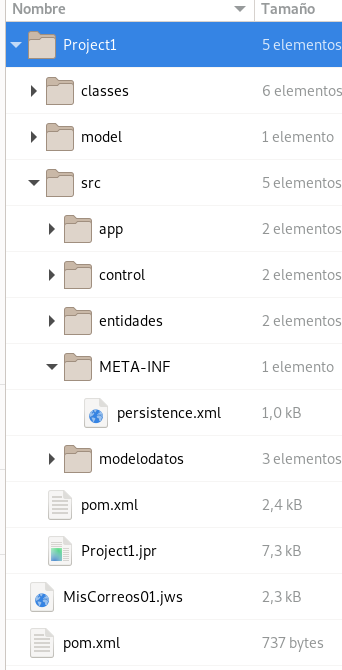 Nombre Tamaño
Project1 5 elementos
classes 6 elementos
model 1 elemento
src 5 elementos
app 2 elementos
control 2 elementos
entidades 2 elementos
META-INF 1 elemento
persistence.xml 1,0 kB
modelodatos 3 elementos
pom.xml 2,4 kB
Project1.jpr 7,3 kB
MisCorreos01.jws 2,3 kB
pom.xml 737 bytes